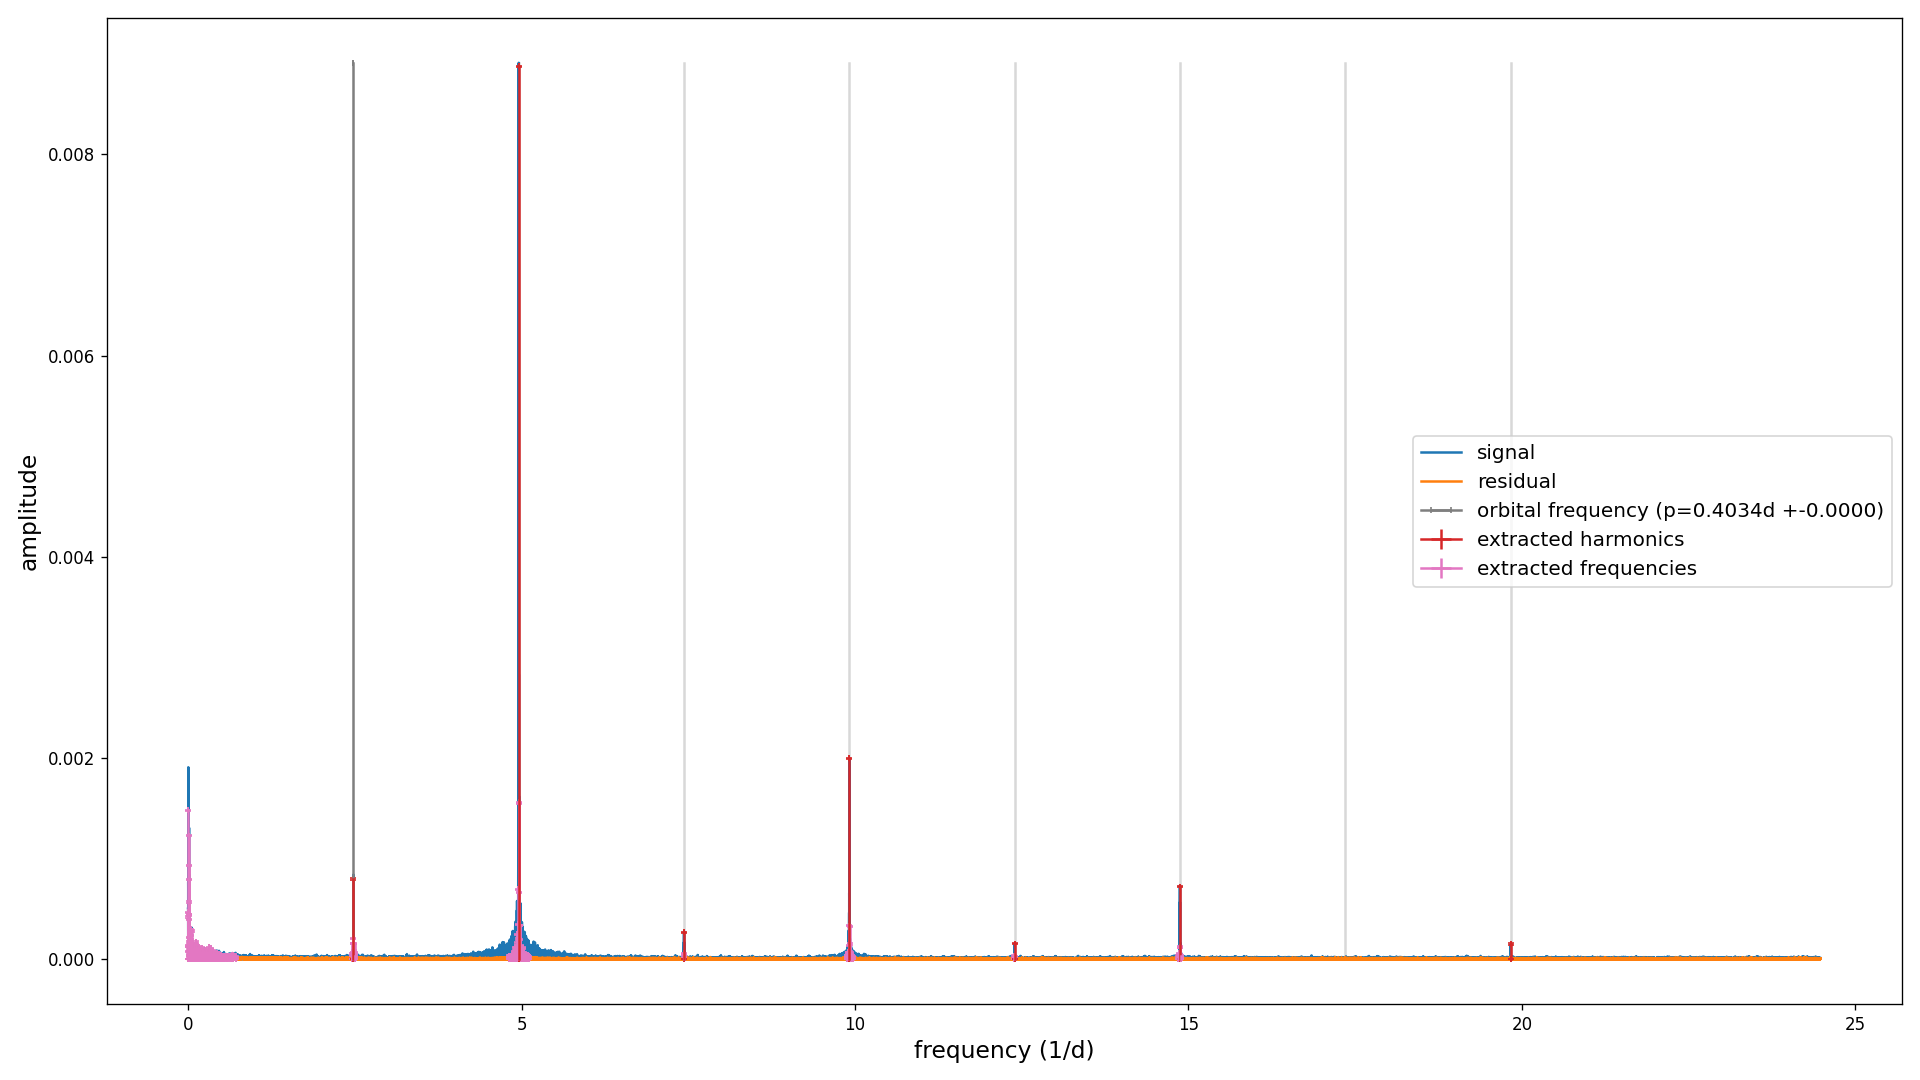 0.008
0.006
0.004
0.002
0.000
amplitude
0
5
10
15
20
25
frequency (1/d)
signal
residual
orbital frequency (p=0.4034d +-0.0000)
extracted harmonics
extracted frequencies